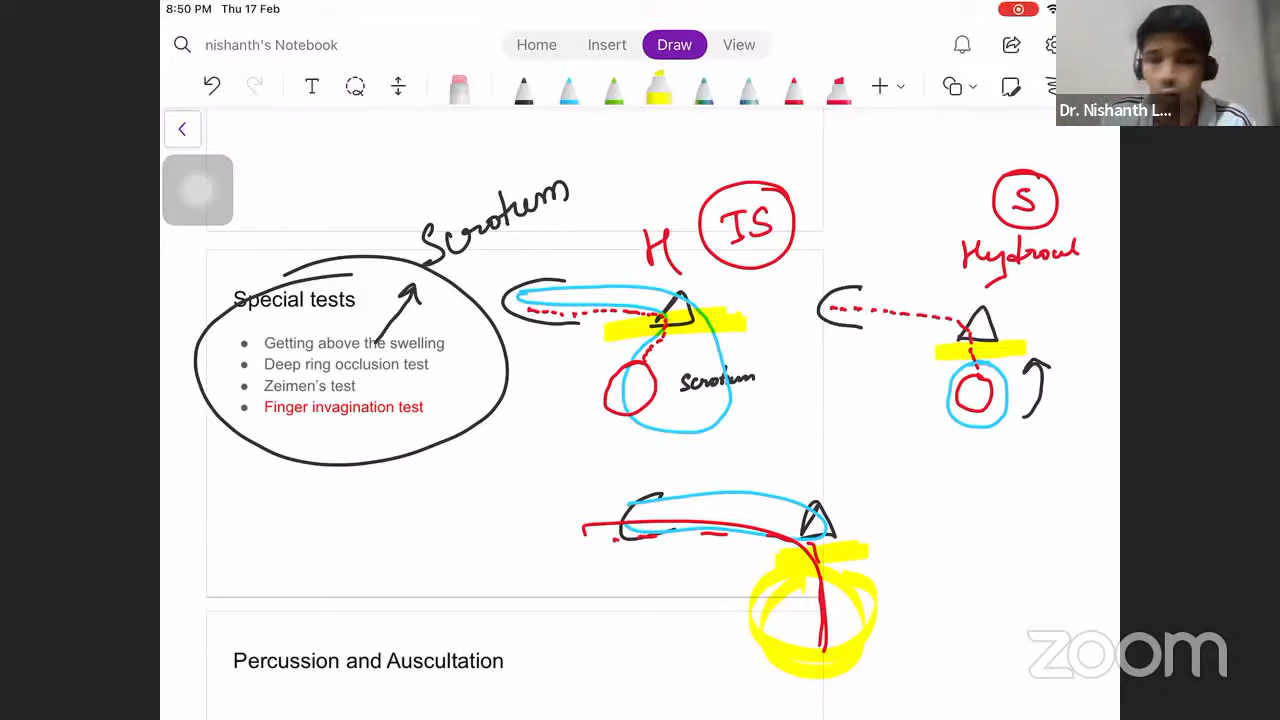 8:50 PM Thu 17 Feb
nishanth's Notebook
Home Insert Draw View
Dr. Nishanth L...
Scrotum
H
IS
S
Special tests
Getting above the swelling
Deep ring occlusion test
Zeimen's test
Finger invagination test
Scrotum
Percussion and Auscultation
zoom